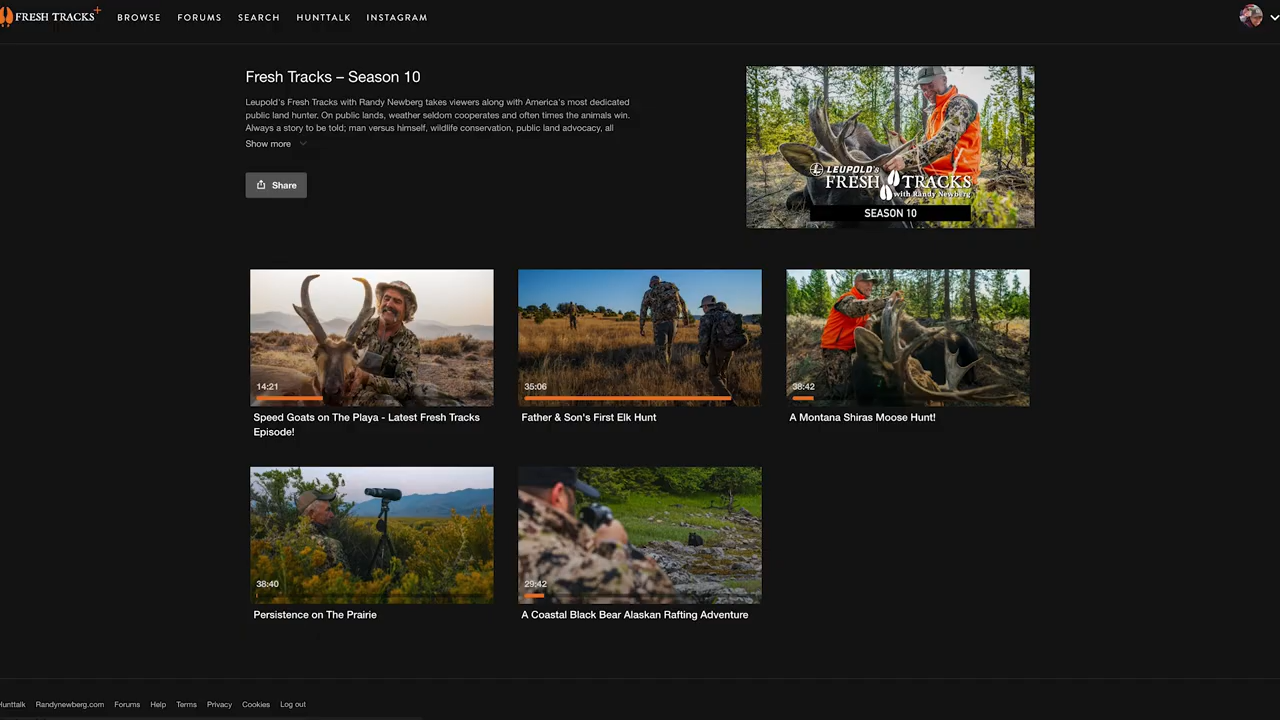 FRESH TRACKS+ BROWSE FORUMS SEARCH HUNTTALK INSTAGRAM
Fresh Tracks – Season 10
Leupold's Fresh Tracks with Randy Newberg takes viewers along with America's most dedicated
public land hunter. On public lands, weather seldom cooperates and often times the animals win.
Always a story to be told; man versus himself, wildlife conservation, public land advocacy, all
Show more
Share
LEUPOLD'S
FRESH TRACKS
with Randy Newberg
SEASON 10
14:21
Speed Goats on The Playa - Latest Fresh Tracks
Episode!
35:06
Father & Son's First Elk Hunt
38:42
A Montana Shiras Moose Hunt!
38:40
Persistence on The Prairie
29:42
A Coastal Black Bear Alaskan Rafting Adventure
Hunttalk Randynewberg.com Forums Help Terms Privacy Cookies Log out